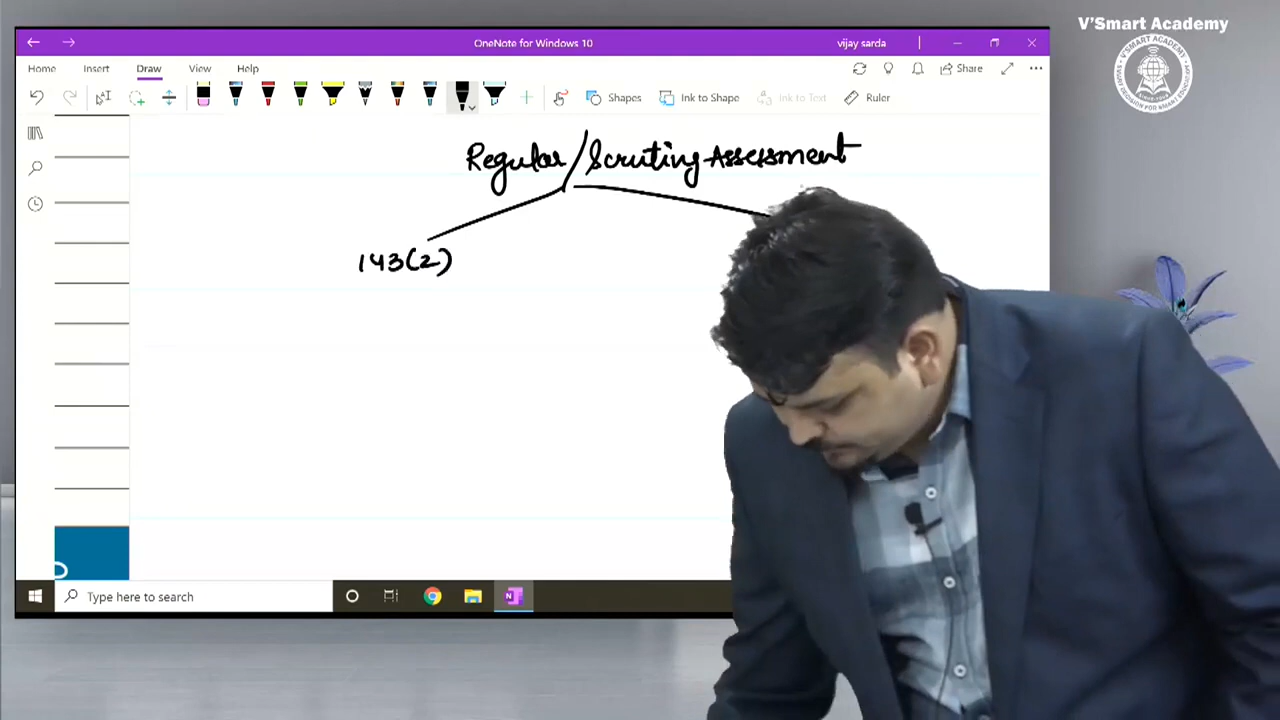 V'Smart Academy
OneNote for Windows 10
vijay sarda
Home Insert Draw View Help
Share
Shapes
Ink to Shape
Ink to Text
Ruler
Regular/Scrutiny Assessment
143(2)
Type here to search